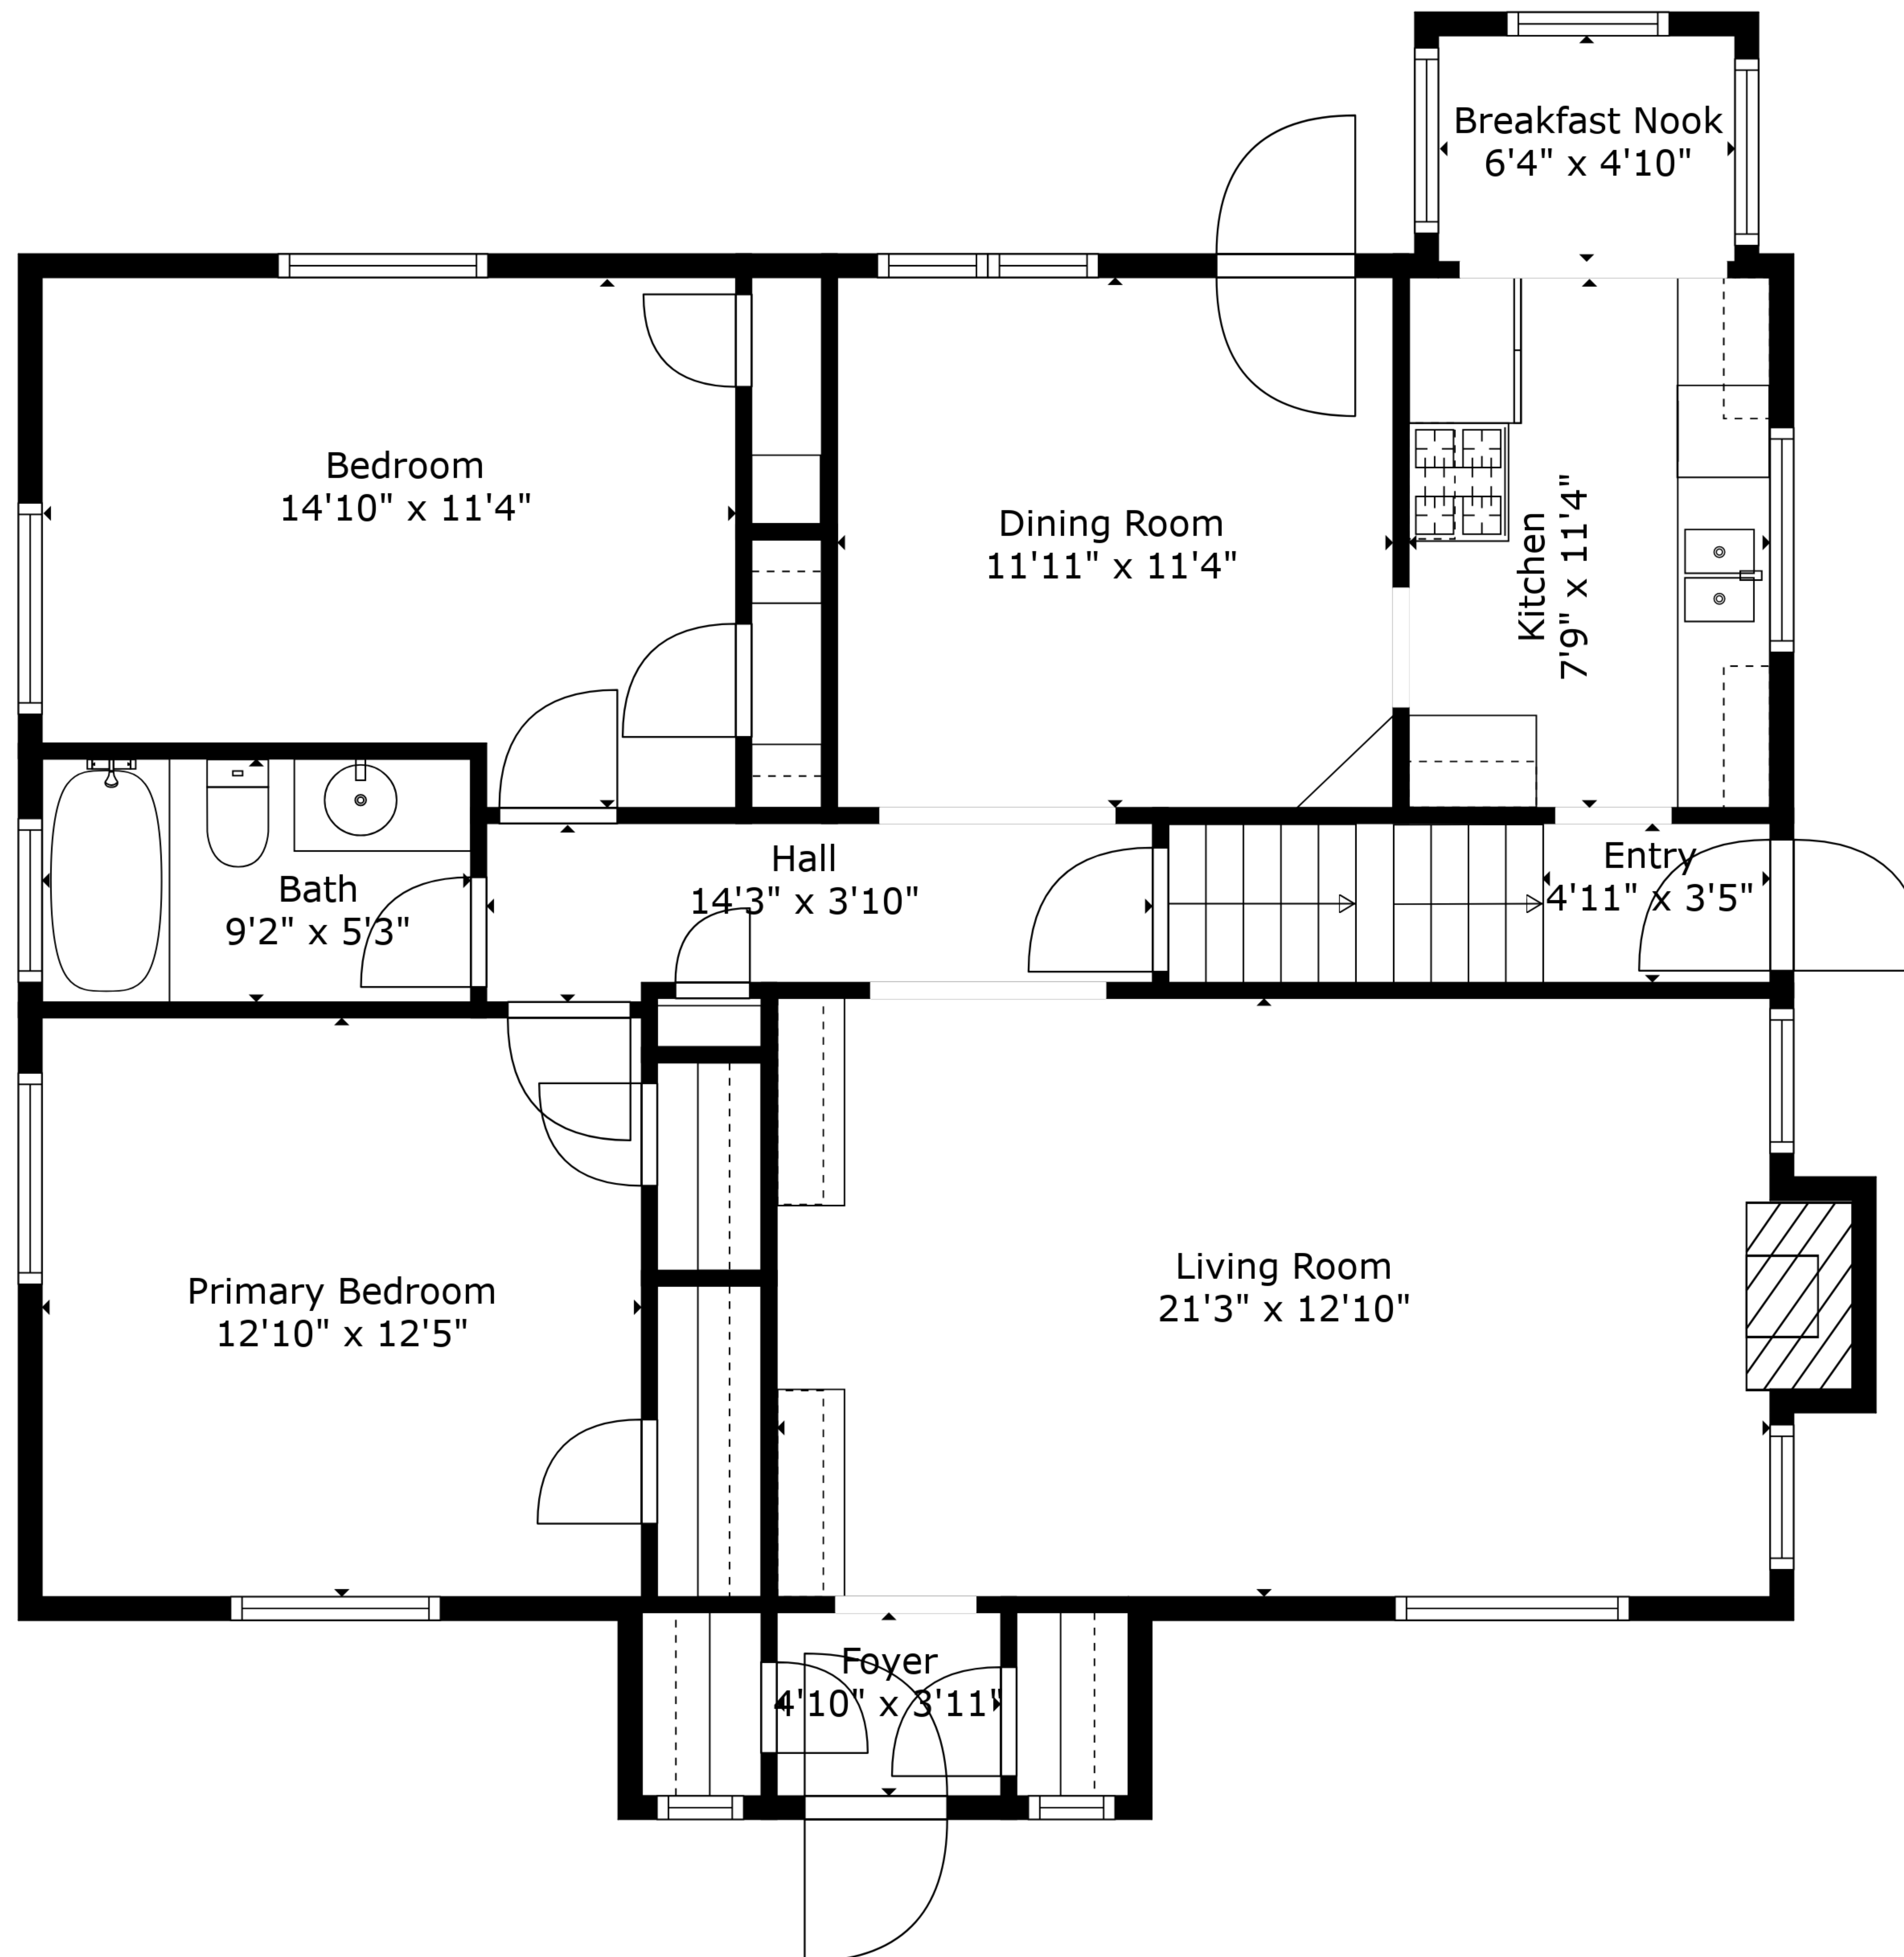 Breakfast Nook
6'4" x 4'10"
Bedroom
14'10" x 11'4"
Dining Room
11'11" x 11'4"
Kitchen
7'9" x 11'4"
Hall
14'3" x 3'10"
Entry
4'11" x 3'5"
Bath
9'2" x 5'3"
Primary Bedroom
12'10" x 12'5"
Living Room
21'3" x 12'10"
Foyer
4'10" x 3'11"